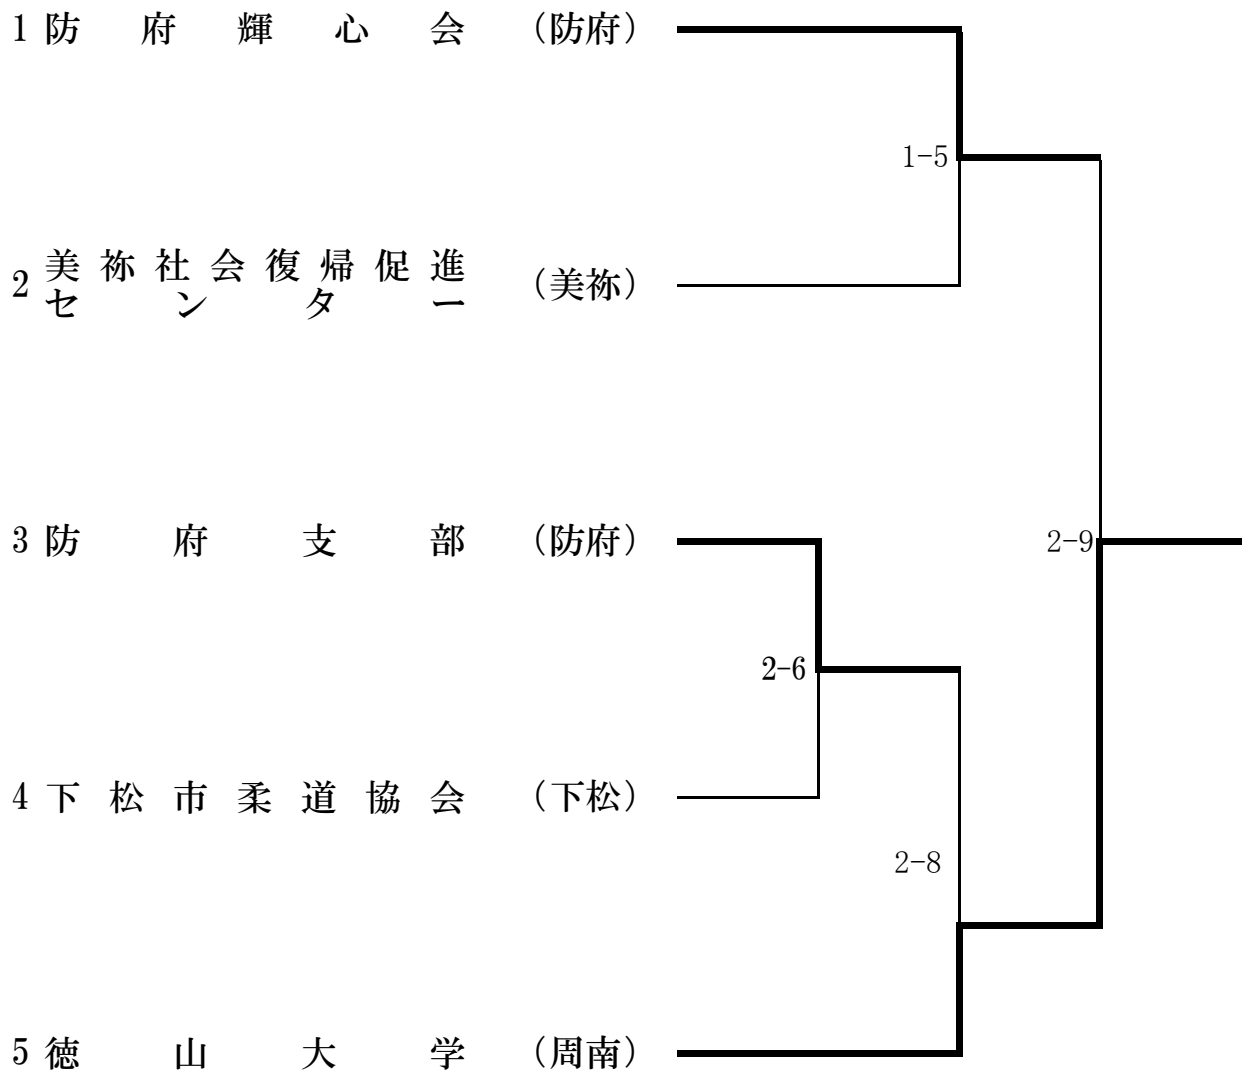 1 防府輝心会 （防府）
1-5
2 美祢社会復帰促進
センター （美祢）
3 防府支部 （防府）
2-9
2-6
4 下松市柔道協会 （下松）
2-8
5 徳山大学 （周南）